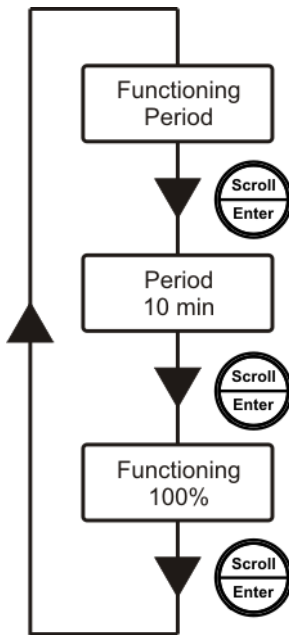 Functioning
Period
Scroll
Enter
Period
10 min
Scroll
Enter
Functioning
100%
Scroll
Enter